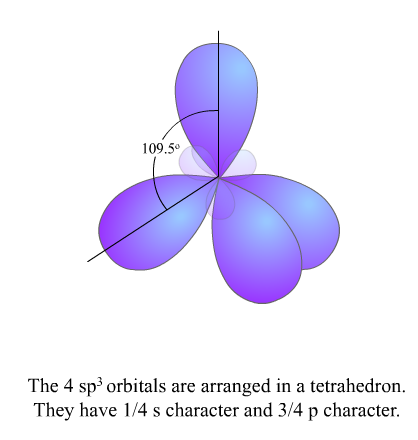 109.5°
The 4 sp³ orbitals are arranged in a tetrahedron.
They have 1/4 s character and 3/4 p character.